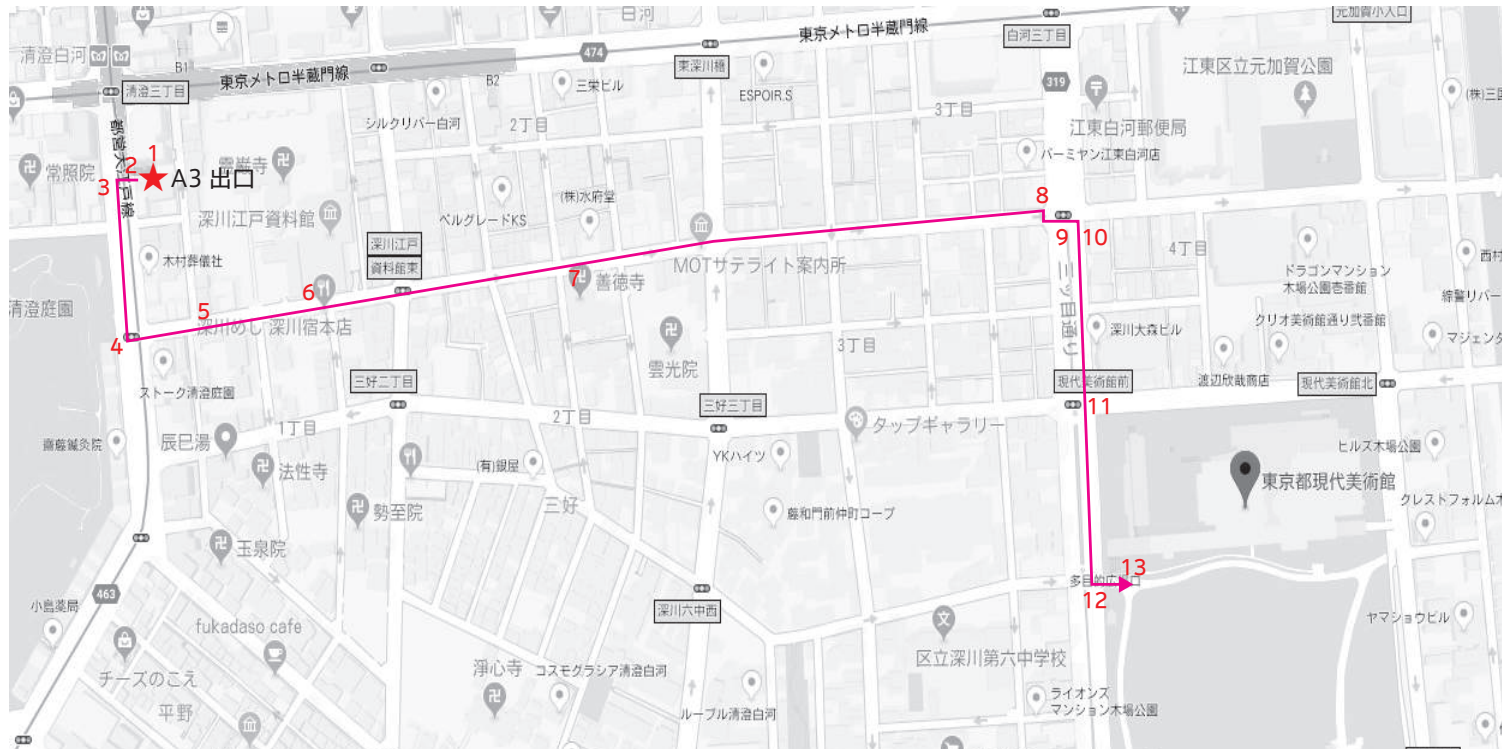 白河
東京メトロ半蔵門線
白河三丁目
元加賀小入口
清澄白河
B1
東京メトロ半蔵門線
474
B2
東深川橋
三栄ビル
ESPOIR.S
319
江東区立元加賀公園
清澄三丁目
シルクリバー白河
2丁目
3丁目
江東白河郵便局
バーミヤン江東白河店
都営大江戸線
常照院
霊巌寺
1
2
3
A3 出口
深川江戸資料館
ベルグレードKS
(株)水府堂
8
9
10
木村葬儀社
深川江戸
資料館東
MOTサテライト案内所
4丁目
ドラゴンマンション
木場公園壱番館
西村
清澄庭園
5
6
7
善徳寺
三ツ目通り
綜警リバー
深川めし 深川宿本店
4
深川大森ビル
クリオ美術館通り弐番館
マジェンタ
3丁目
雲光院
ストーク清澄庭園
三好二丁目
現代美術館前
渡辺欣哉商店
現代美術館北
三好三丁目
11
2丁目
1丁目
タップギャラリー
齋藤鍼灸院
辰巳湯
法性寺
(有)銀屋
YKハイツ
ヒルズ木場公園
東京都現代美術館
クレストフォルム木
勢至院
三好
藤和門前仲町コープ
玉泉院
463
小島薬局
fukadaso cafe
深川六中西
13
12
ヤマショウビル
区立深川第六中学校
チーズのこえ
平野
浄心寺
コスモグラシア清澄白河
ルーブル清澄白河
ライオンズ
マンション木場公園